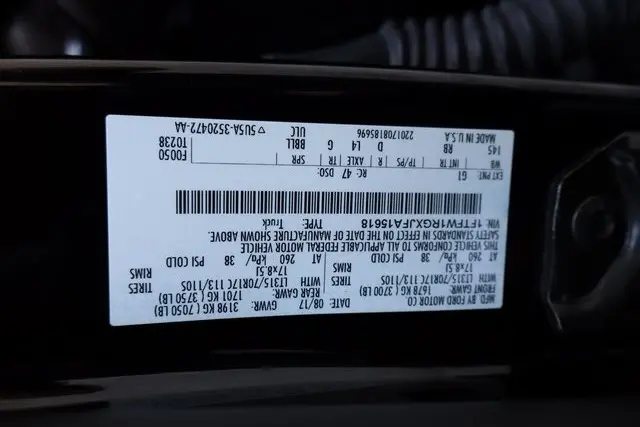 MFD BY FORD MOTOR CO
DATE: 08/17 GVWR: 3198 KG ( 7050 LB)
FRONT GAWR: 1678 KG ( 3700 LB) REAR GAWR: 1701 KG ( 3750 LB)
WITH LT315/70R17C 113/110S TIRES WITH LT315/70R17C 113/110S TIRES
17x8.5J RIMS 17x8.5J RIMS
AT 260 kPa/ 38 PSI COLD AT 260 kPa/ 38 PSI COLD
THIS VEHICLE CONFORMS TO ALL APPLICABLE FEDERAL MOTOR VEHICLE
SAFETY STANDARDS IN EFFECT ON THE DATE OF MANUFACTURE SHOWN ABOVE.
VIN: 1FTFW1RGXJFA15618 TYPE: Truck
EXT PNT: G1 RC: 47 DSO: F0050
WB INT TR TP/PS R AXLE TR SPR T0238
145 RB D L4 G BBLL
MADE IN U.S.A 2201708185696 ULC ▽5U5A-3520472-AA